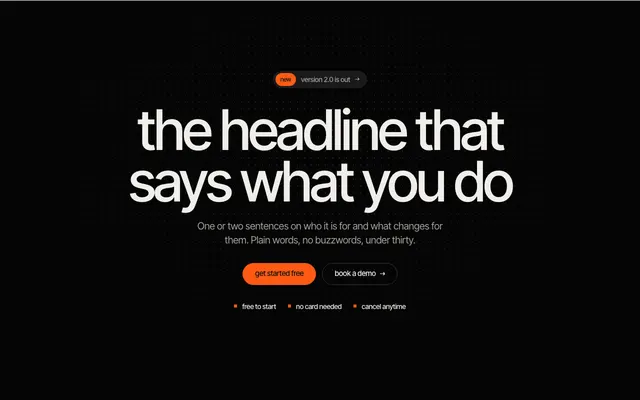 new version 2.0 is out →
the headline that
says what you do
One or two sentences on who it is for and what changes for
them. Plain words, no buzzwords, under thirty.
get started free book a demo →
free to start no card needed cancel anytime